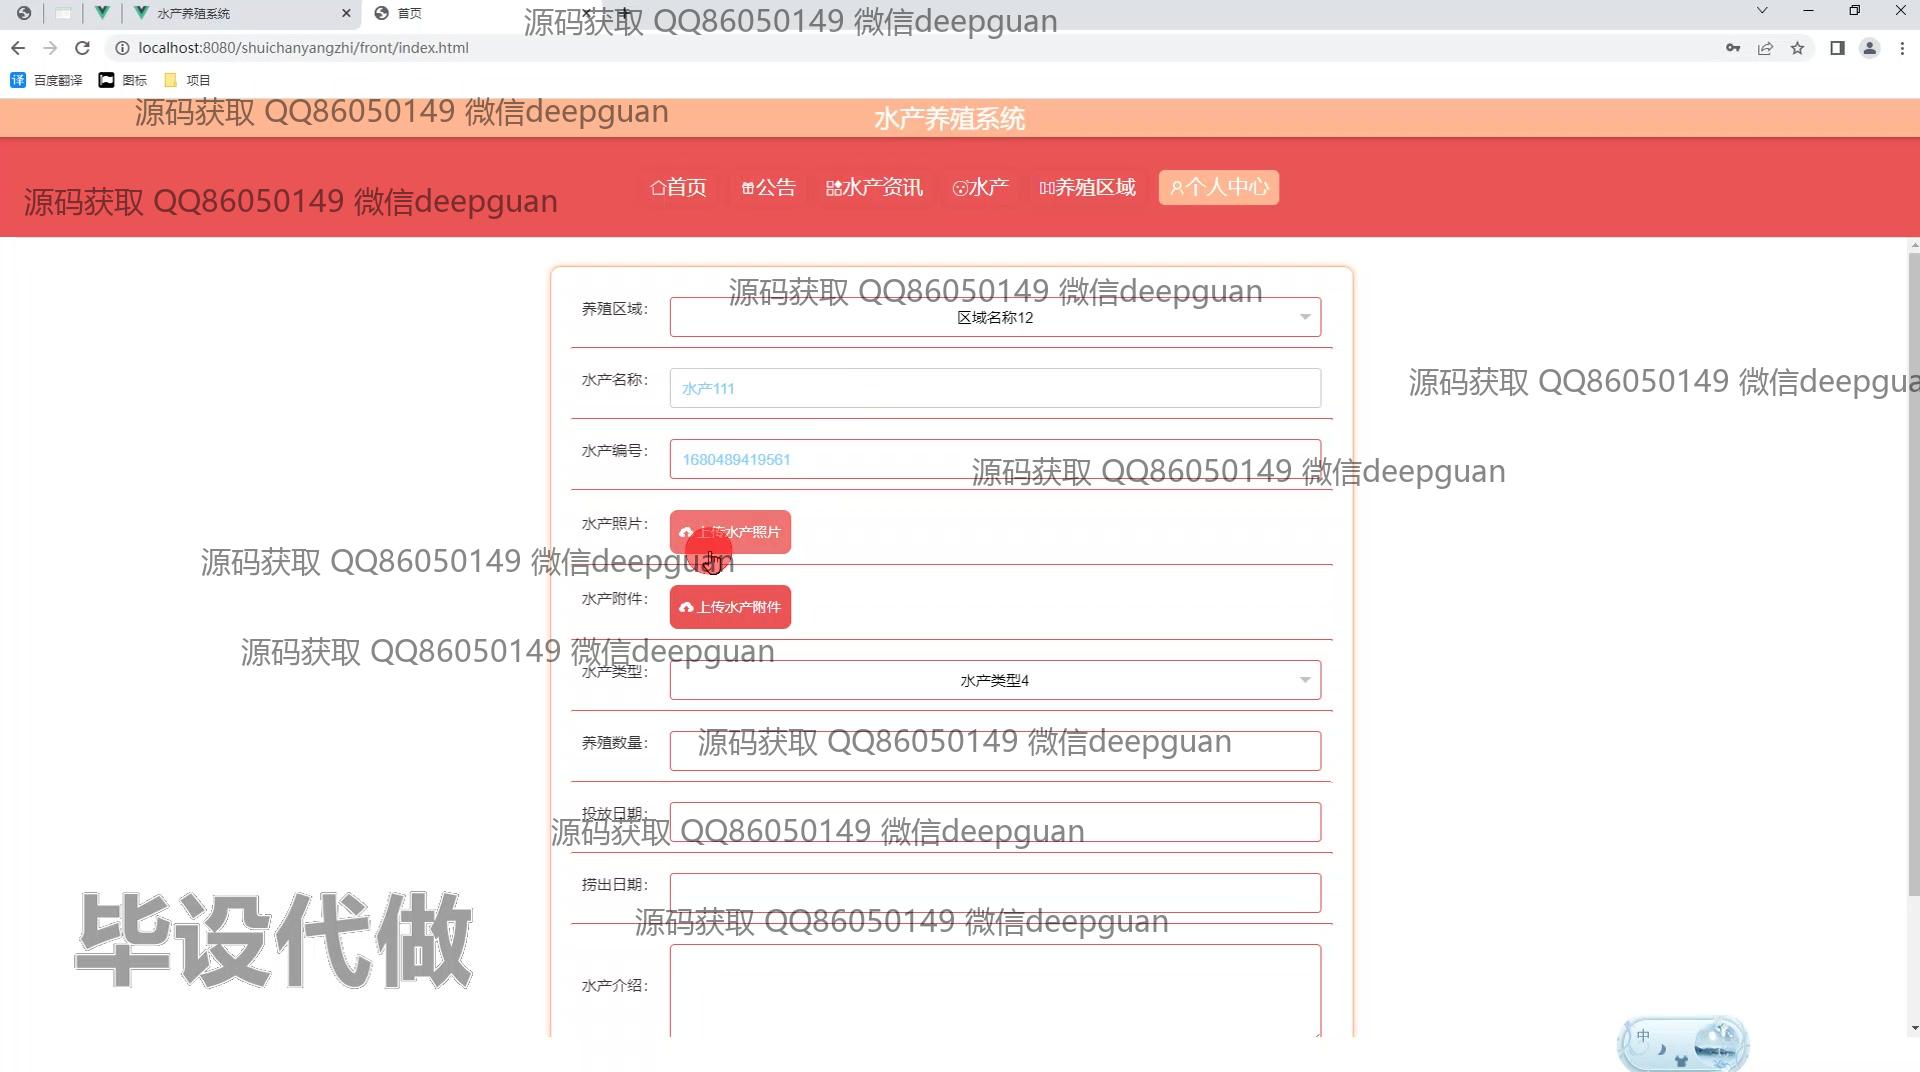 水产养殖系统
首页
源码获取 QQ86050149 微信deepguan
localhost:8080/shuichanyangzhi/front/index.html
译 百度翻译 图标 项目
源码获取 QQ86050149 微信deepguan
水产养殖系统
首页 公告 水产资讯 水产 养殖区域 个人中心
源码获取 QQ86050149 微信deepguan
源码获取 QQ86050149 微信deepguan
养殖区域：
区域名称12
水产名称：
水产111
源码获取 QQ86050149 微信deepgua
水产编号：
1680489419561
源码获取 QQ86050149 微信deepguan
水产照片：
上传水产照片
源码获取 QQ86050149 微信deepguan
水产附件：
上传水产附件
源码获取 QQ86050149 微信deepguan
水产类型：
水产类型4
养殖数量：
源码获取 QQ86050149 微信deepguan
投放日期：
源码获取 QQ86050149 微信deepguan
捞出日期：
源码获取 QQ86050149 微信deepguan
毕设代做
水产介绍：
中